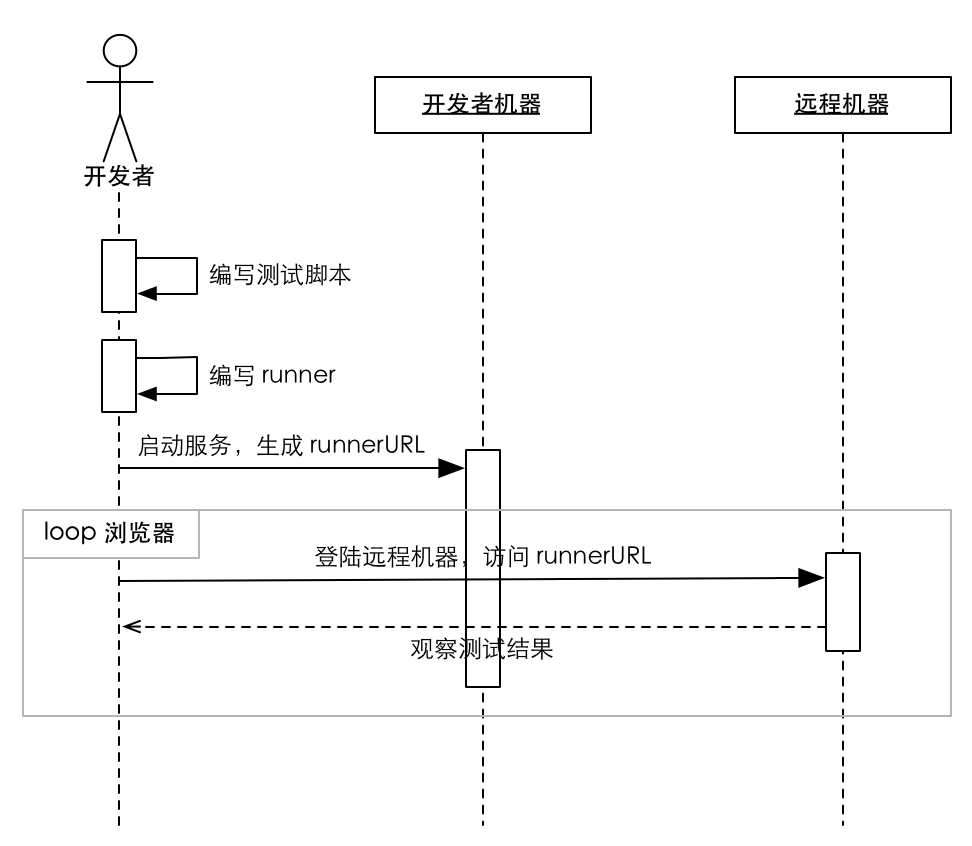 开发者机器
远程机器
开发者
编写测试脚本
编写 runner
启动服务，生成 runnerURL
loop 浏览器
登陆远程机器，访问 runnerURL
观察测试结果